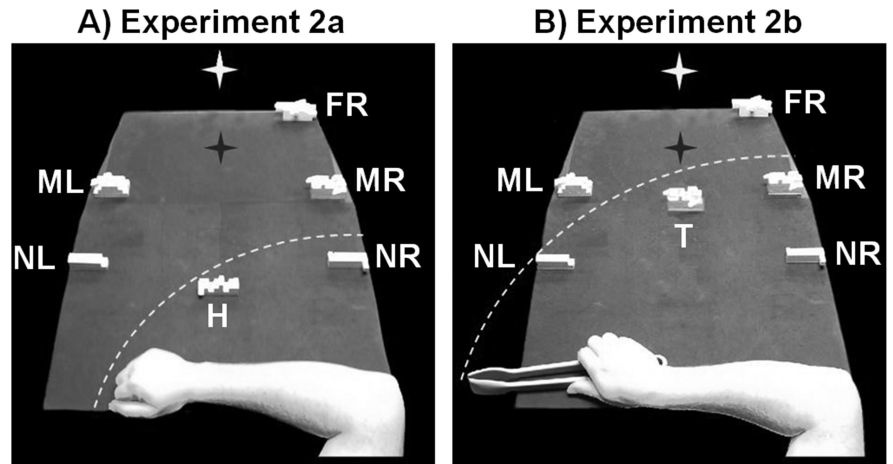 A) Experiment 2a
FR
ML
MR
NL
NR
H
B) Experiment 2b
FR
ML
MR
NL
NR
T